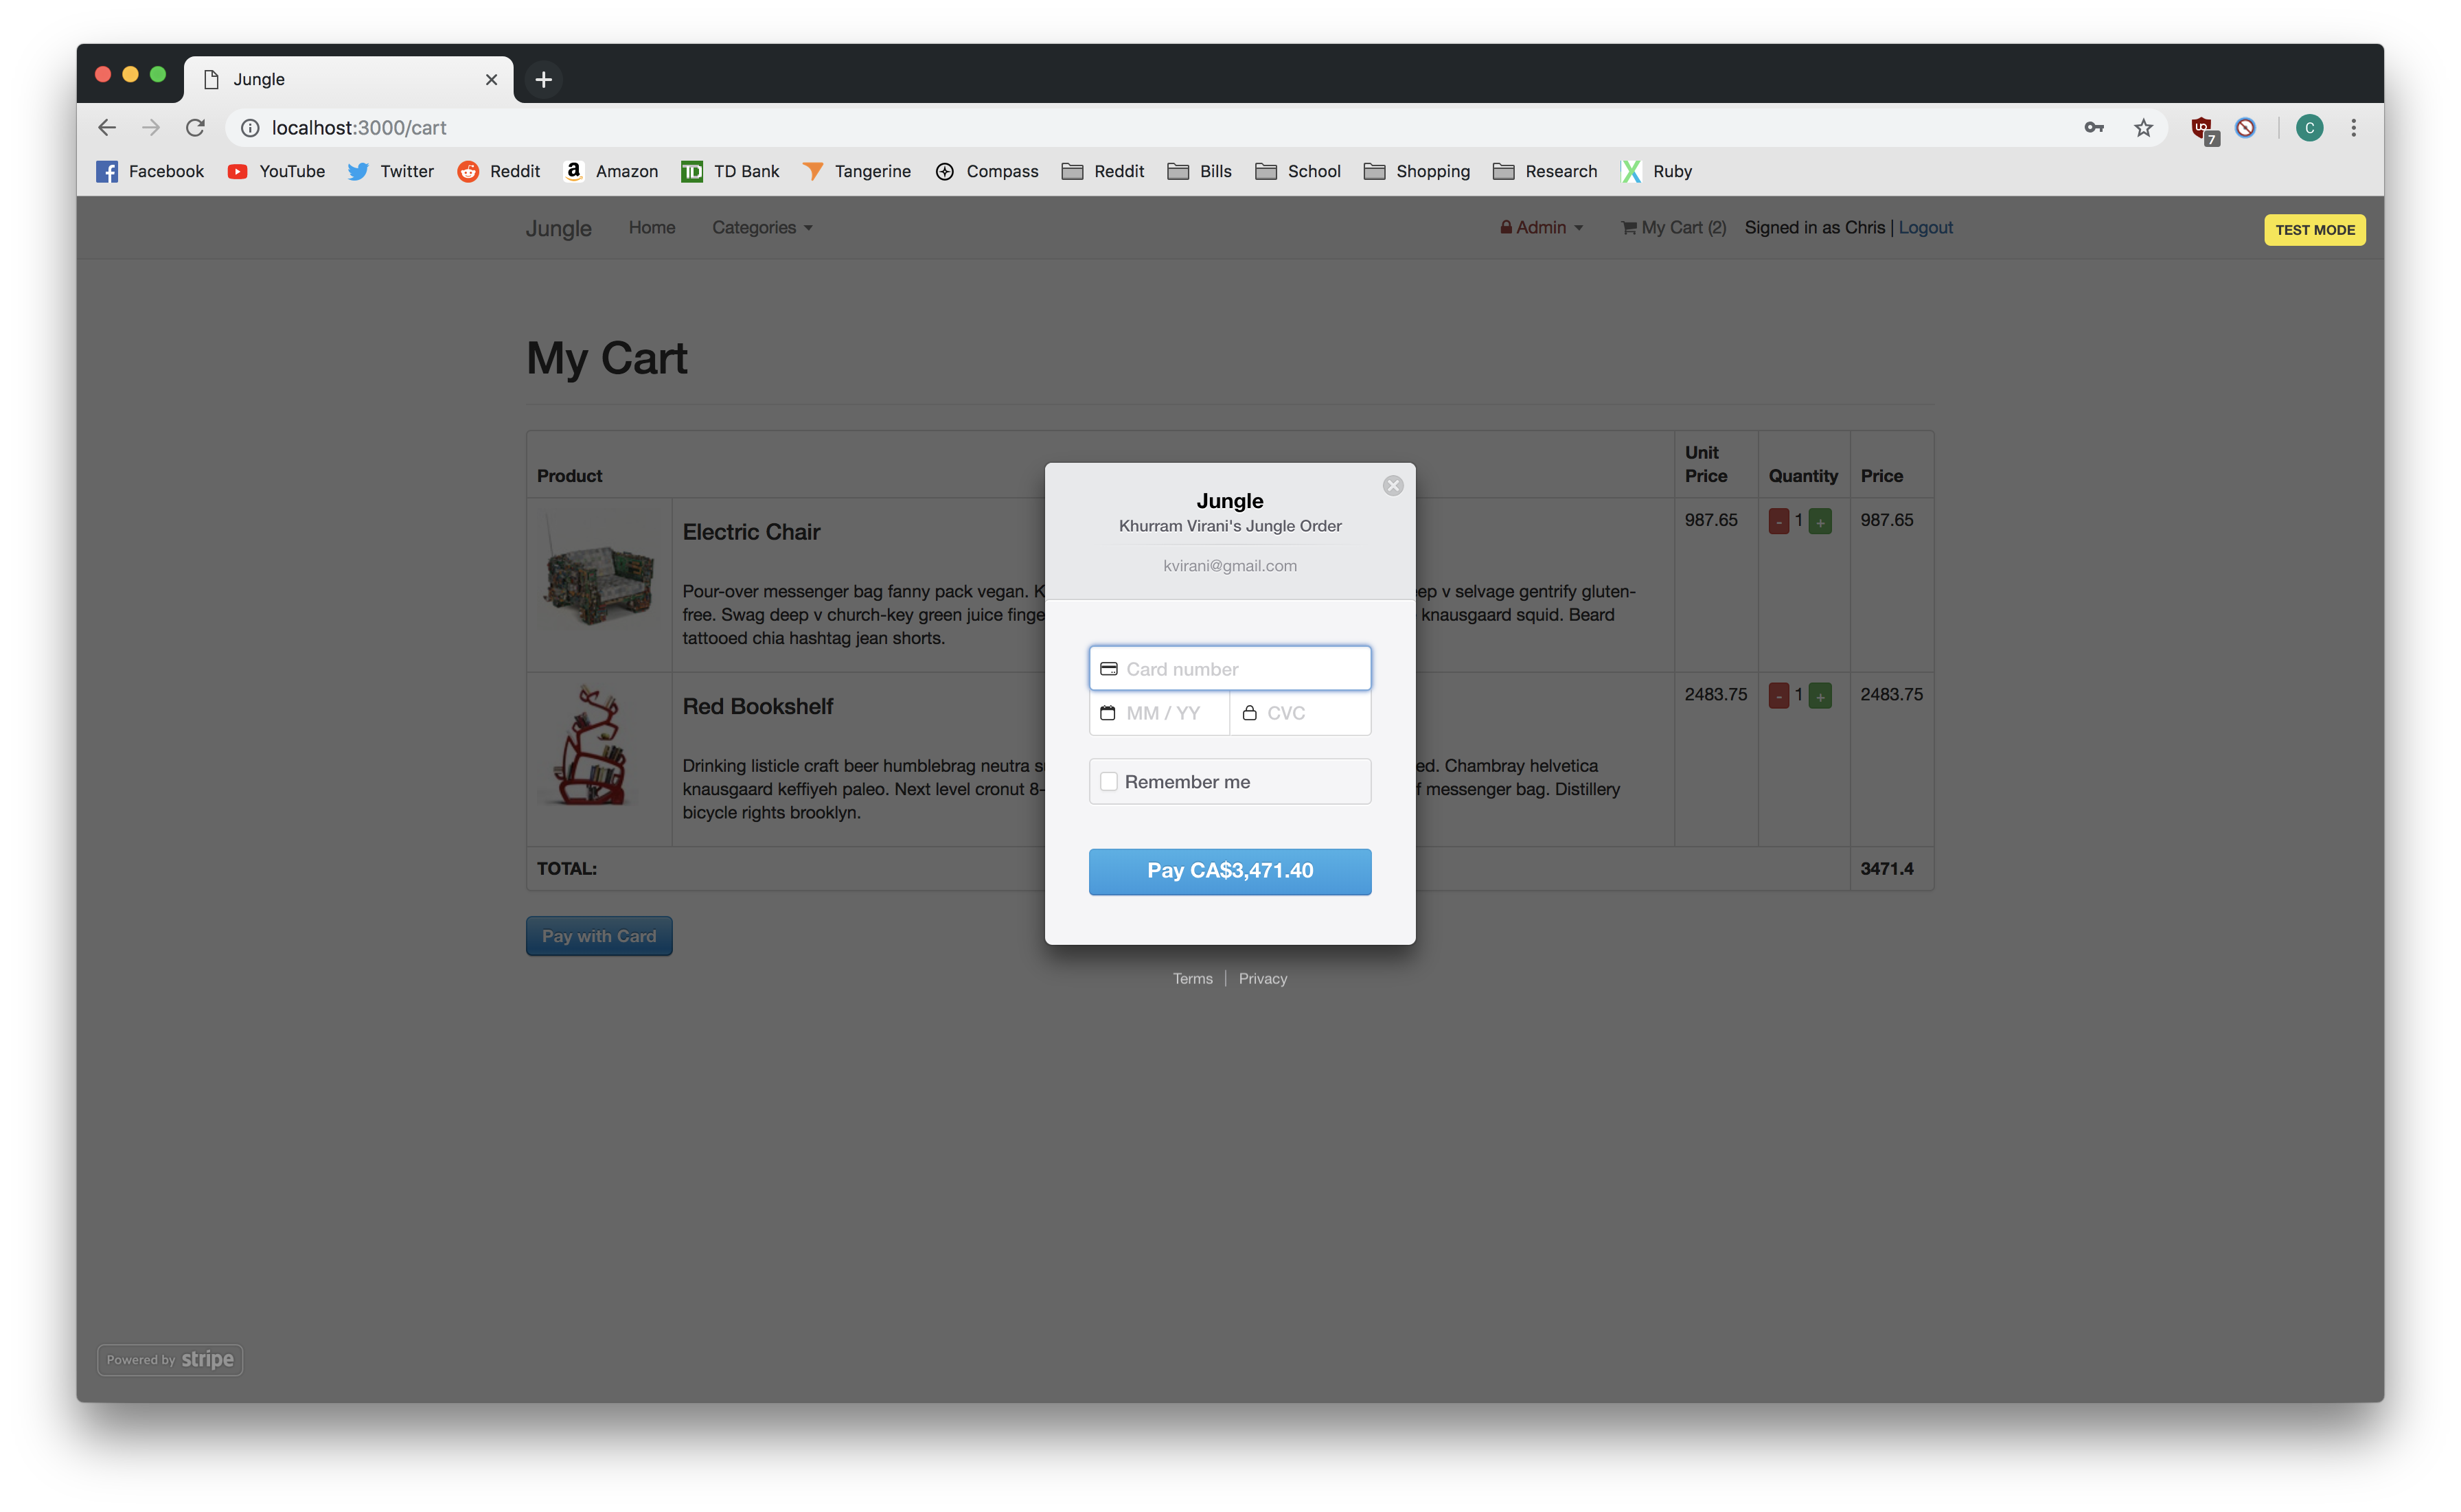 Jungle
localhost:3000/cart
7
C
Facebook YouTube Twitter Reddit Amazon TD Bank Tangerine Compass Reddit Bills School Shopping Research Ruby
Jungle Home Categories Admin My Cart (2) Signed in as Chris | Logout TEST MODE
My Cart
Product Unit Price Quantity Price
Electric Chair 987.65 - 1 + 987.65
Pour-over messenger bag fanny pack vegan. K
ep v selvage gentrify gluten-
free. Swag deep v church-key green juice finge
knausgaard squid. Beard
tattooed chia hashtag jean shorts.
Red Bookshelf 2483.75 - 1 + 2483.75
Drinking listicle craft beer humblebrag neutra s
ed. Chambray helvetica
knausgaard keffiyeh paleo. Next level cronut 8-
f messenger bag. Distillery
bicycle rights brooklyn.
TOTAL: 3471.4
Pay with Card
Jungle
Khurram Virani's Jungle Order
kvirani@gmail.com
Card number
MM / YY CVC
Remember me
Pay CA$3,471.40
Terms | Privacy
Powered by stripe